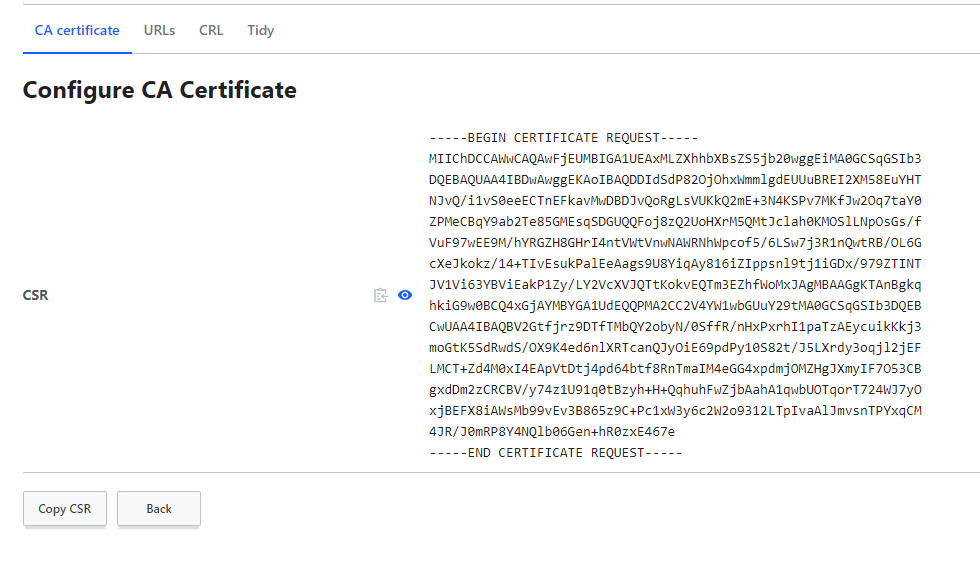 CA certificate URLs CRL Tidy
Configure CA Certificate
CSR
-----BEGIN CERTIFICATE REQUEST-----
MIIChDCCAWwCAQAwFjEUMBIGA1UEAxMLZXhhbXBsZS5jb20wggEiMA0GCSqGSIb3
DQEBAQUAA4IBDwAwggEKAoIBAQDDIdSdP82OjOhxWmmlgdEUUuBREI2XM58EuYHT
NJvQ/i1vS0eeECTnEFkavMwDBDJvQoRgLsVUKkQ2mE+3N4KSPv7MKfJw2Oq7taY0
ZPMeCBqY9ab2Te85GMEsqSDGUQQFoj8zQ2UoHXrM5QMtJclah0KMOSlLNpOsGs/f
VuF97wEE9M/hYRGZH8GHrI4ntVWtVnwNAWRNhWpcof5/6LSw7j3R1nQwtRB/OL6G
cXeJkokz/14+TIvEsukPalEeAags9U8YiqAy816iZIppsnl9tj1iGDx/979ZTINT
JV1Vi63YBViEakP1Zy/LY2VcXVJQTtKokvEQTm3EZhfWoMxJAgMBAAGgKTAnBgkq
hkiG9w0BCQ4xGjAYMBYGA1UdEQQPMA2CC2V4YW1wbGUuY29tMA0GCSqGSIb3DQEB
CwUAA4IBAQBV2Gtfjrz9DTfTMbQY2obyN/0SffR/nHxPxrhI1paTzAEycuikKkj3
moGtK5SdRwdS/OX9K4ed6nlXRTcanQJyOiE69pdPy10S82t/J5LXrdy3oqjl2jEF
LMCT+Zd4M0xI4EApVtDtj4pd64btf8RnTmaIM4eGG4xpdmjOMZHgJXmyIF7O53CB
gxdDm2zCRCBV/y74z1U91q0tBzyh+H+QqhuhFwZjbAahA1qwbUOTqorT724WJ7yO
xjBEFX8iAWsMb99vEv3B865z9C+Pc1xW3y6c2W2o9312LTpIvaAlJmvsnTPYxqCM
4JR/J0mRP8Y4NQlb06Gen+hR0zxE467e
-----END CERTIFICATE REQUEST-----
Copy CSR Back